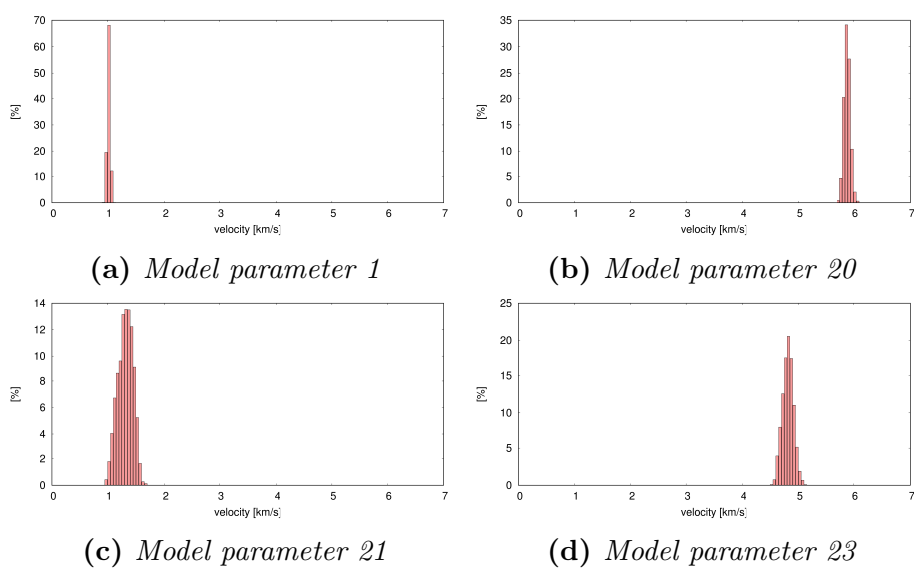 70
60
50
40
30
20
10
0
[%]
0 1 2 3 4 5 6 7
velocity [km/s]
(a) Model parameter 1
35
30
25
20
15
10
5
0
[%]
0 1 2 3 4 5 6 7
velocity [km/s]
(b) Model parameter 20
14
12
10
8
6
4
2
0
[%]
0 1 2 3 4 5 6 7
velocity [km/s]
(c) Model parameter 21
25
20
15
10
5
0
[%]
0 1 2 3 4 5 6 7
velocity [km/s]
(d) Model parameter 23